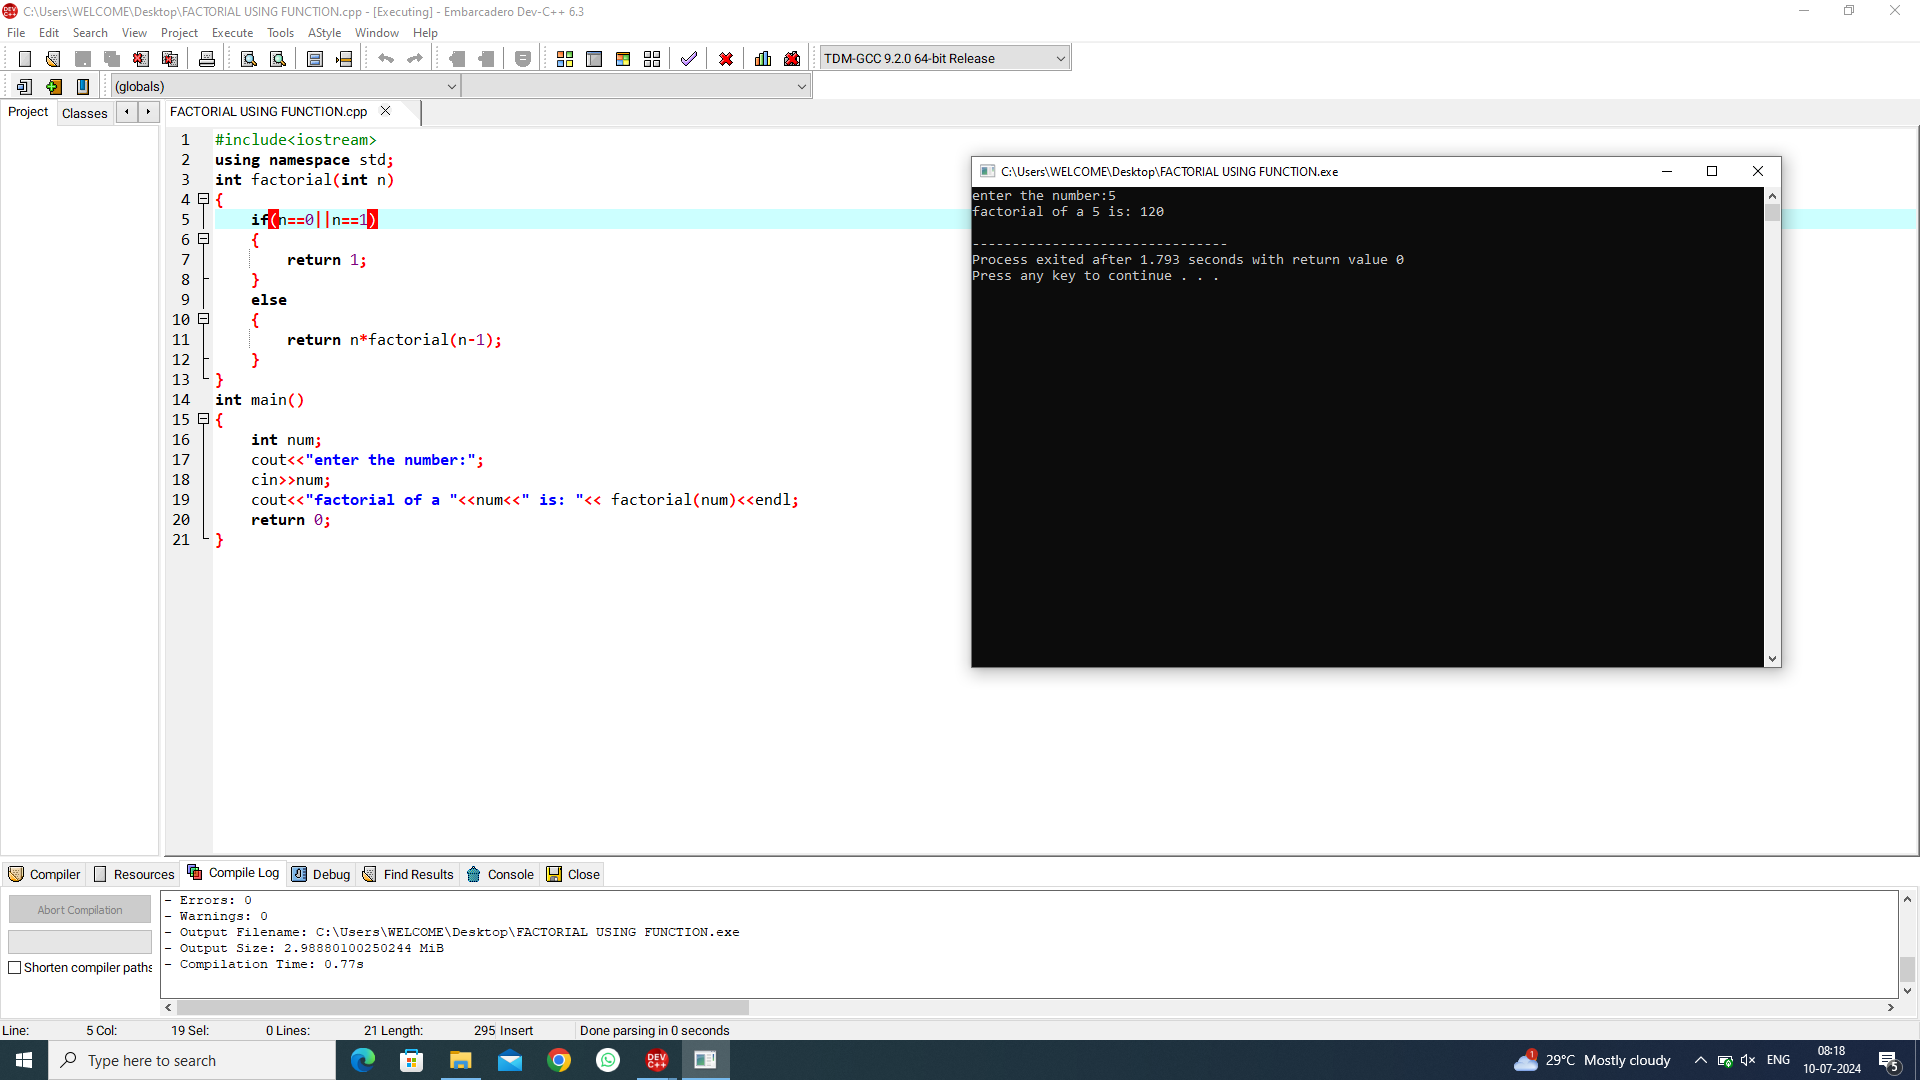 C:\Users\WELCOME\Desktop\FACTORIAL USING FUNCTION.cpp - [Executing] - Embarcadero Dev-C++ 6.3
File Edit Search View Project Execute Tools AStyle Window Help
TDM-GCC 9.2.0 64-bit Release
(globals)
Project Classes FACTORIAL USING FUNCTION.cpp
1 #include<iostream>
2 using namespace std;
3 int factorial(int n)
4 {
5 if(n==0||n==1)
6 {
7 return 1;
8 }
9 else
10 {
11 return n*factorial(n-1);
12 }
13 }
14 int main()
15 {
16 int num;
17 cout<<"enter the number:";
18 cin>>num;
19 cout<<"factorial of a "<<num<<" is: "<< factorial(num)<<endl;
20 return 0;
21 }
C:\Users\WELCOME\Desktop\FACTORIAL USING FUNCTION.exe
enter the number:5
factorial of a 5 is: 120
--------------------------------
Process exited after 1.793 seconds with return value 0
Press any key to continue . . .
Compiler Resources Compile Log Debug Find Results Console Close
Abort Compilation
Shorten compiler paths
- Errors: 0
- Warnings: 0
- Output Filename: C:\Users\WELCOME\Desktop\FACTORIAL USING FUNCTION.exe
- Output Size: 2.98880100250244 MiB
- Compilation Time: 0.77s
Line: 5 Col: 19 Sel: 0 Lines: 21 Length: 295 Insert Done parsing in 0 seconds
Type here to search
DEV C++
1
29°C Mostly cloudy
ENG
08:18
10-07-2024
5